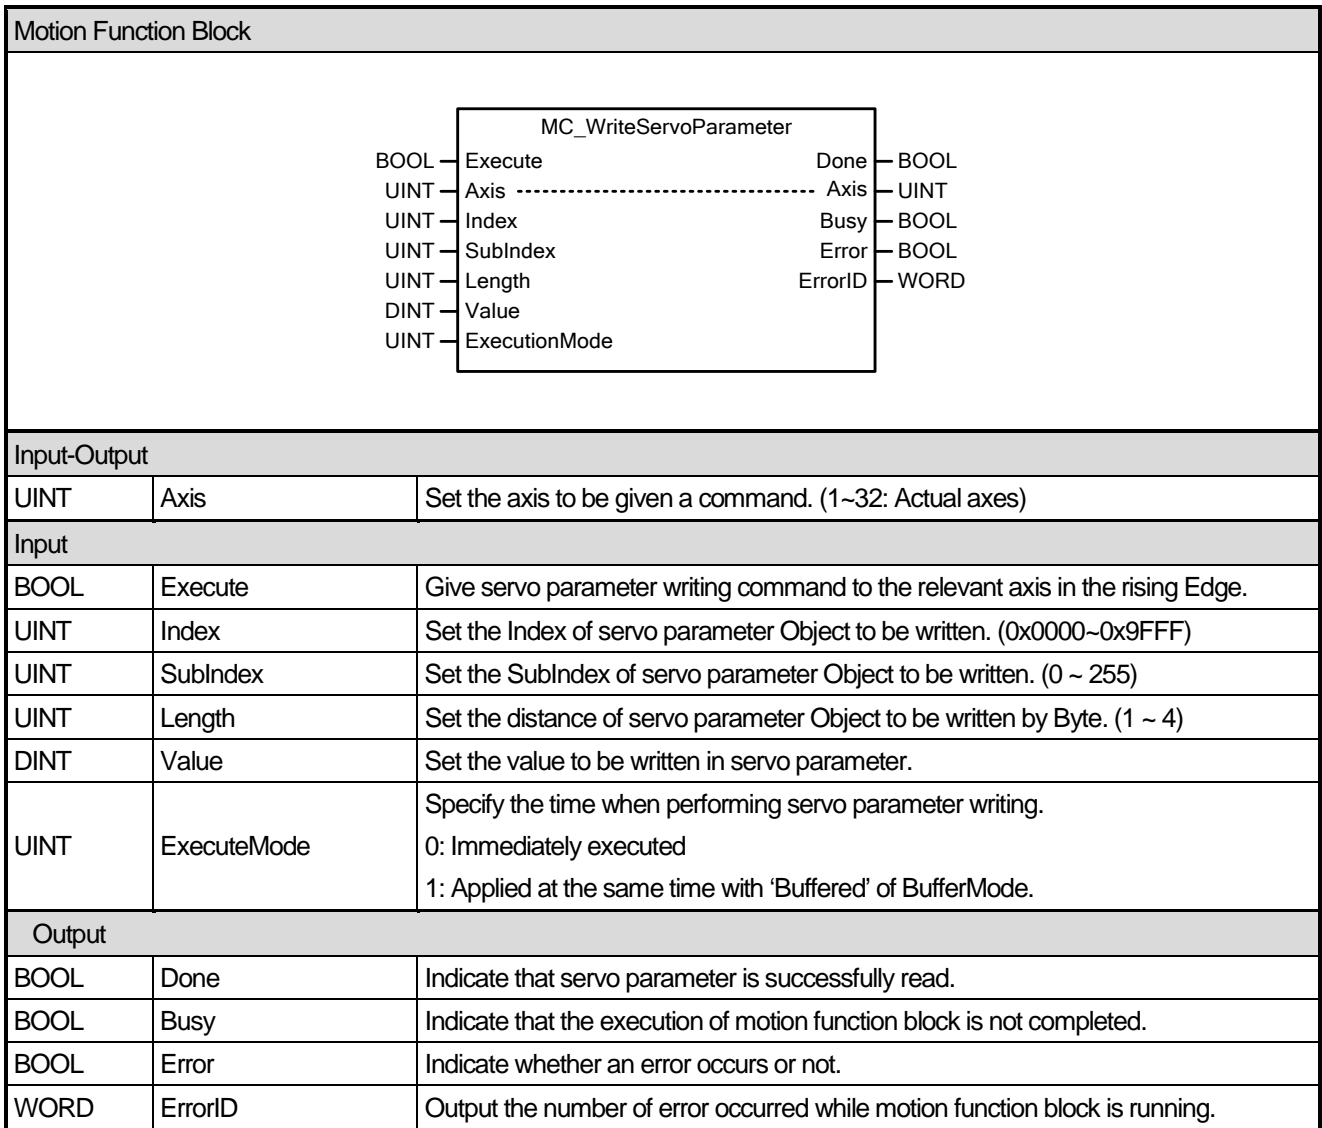 Motion Function Block
MC_WriteServoParameter
BOOL Execute Done BOOL
UINT Axis Axis UINT
UINT Index Busy BOOL
UINT SubIndex Error BOOL
UINT Length ErrorID WORD
DINT Value
UINT ExecutionMode
Input-Output
UINT Axis Set the axis to be given a command. (1~32: Actual axes)
Input
BOOL Execute Give servo parameter writing command to the relevant axis in the rising Edge.
UINT Index Set the Index of servo parameter Object to be written. (0x0000~0x9FFF)
UINT SubIndex Set the SubIndex of servo parameter Object to be written. (0 ~ 255)
UINT Length Set the distance of servo parameter Object to be written by Byte. (1 ~ 4)
DINT Value Set the value to be written in servo parameter.
UINT ExecuteMode Specify the time when performing servo parameter writing.
0: Immediately executed
1: Applied at the same time with ‘Buffered’ of BufferMode.
Output
BOOL Done Indicate that servo parameter is successfully read.
BOOL Busy Indicate that the execution of motion function block is not completed.
BOOL Error Indicate whether an error occurs or not.
WORD ErrorID Output the number of error occurred while motion function block is running.